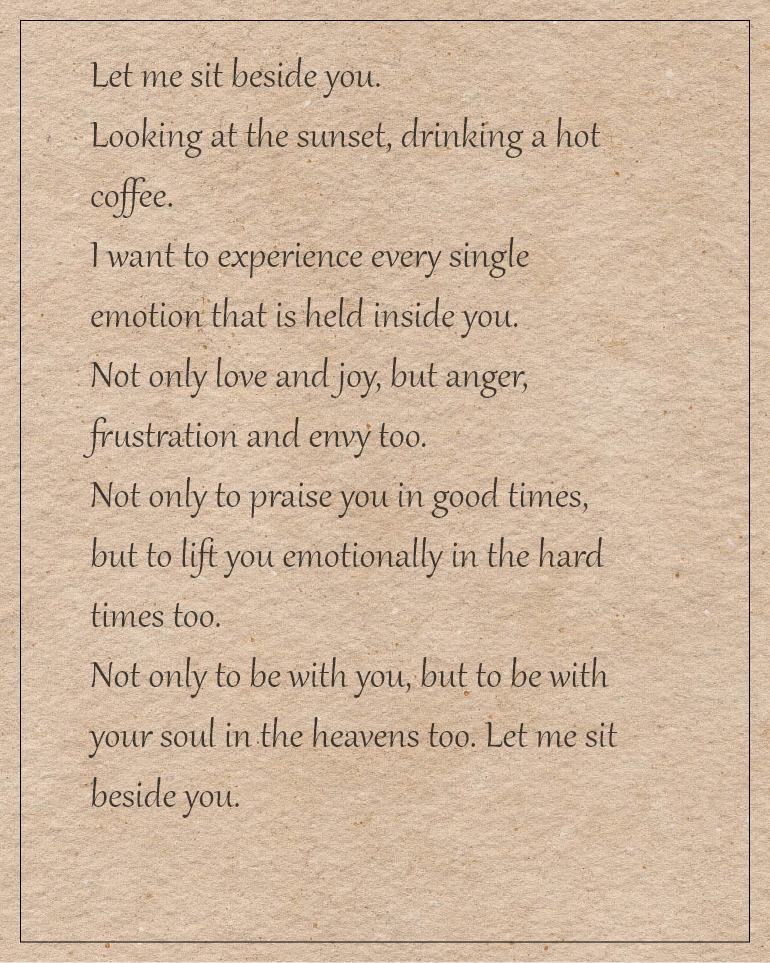 Let me sit beside you.
Looking at the sunset, drinking a hot
coffee.
I want to experience every single
emotion that is held inside you.
Not only love and joy, but anger,
frustration and envy too.
Not only to praise you in good times,
but to lift you emotionally in the hard
times too.
Not only to be with you, but to be with
your soul in the heavens too. Let me sit
beside you.